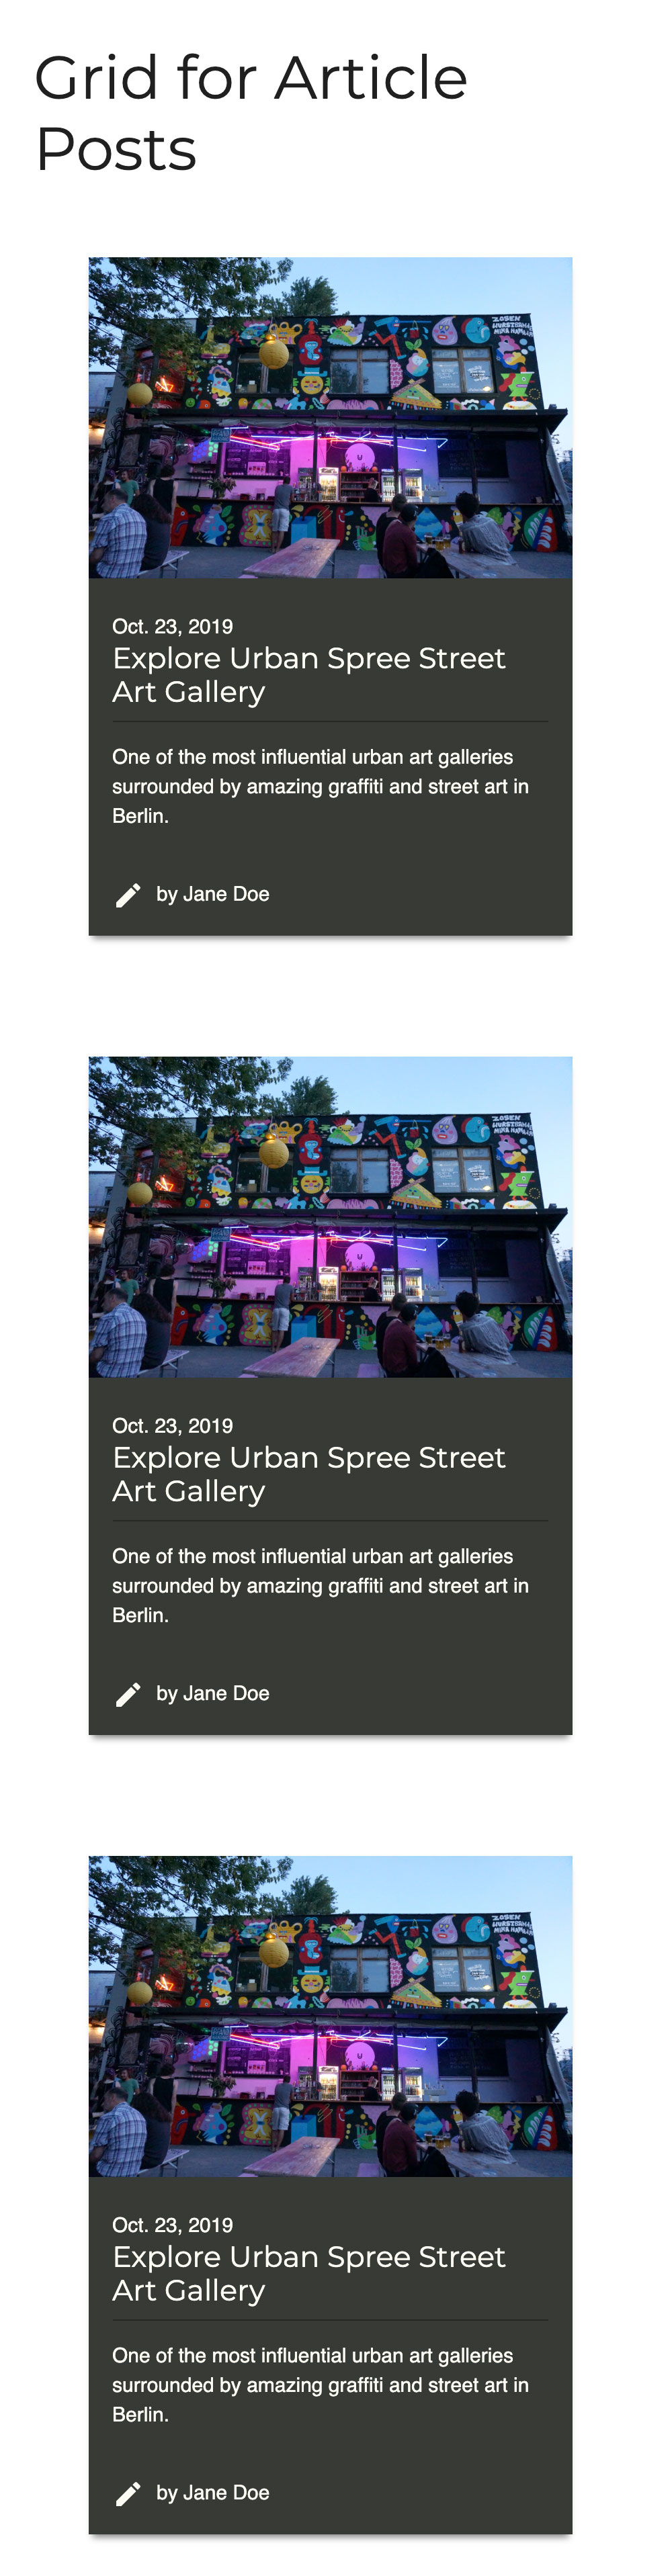 Grid for Article
Posts
ZOSEN
Oct. 23, 2019
Explore Urban Spree Street
Art Gallery
One of the most influential urban art galleries
surrounded by amazing graffiti and street art in
Berlin.
by Jane Doe
ZOSEN
Oct. 23, 2019
Explore Urban Spree Street
Art Gallery
One of the most influential urban art galleries
surrounded by amazing graffiti and street art in
Berlin.
by Jane Doe
ZOSEN
Oct. 23, 2019
Explore Urban Spree Street
Art Gallery
One of the most influential urban art galleries
surrounded by amazing graffiti and street art in
Berlin.
by Jane Doe